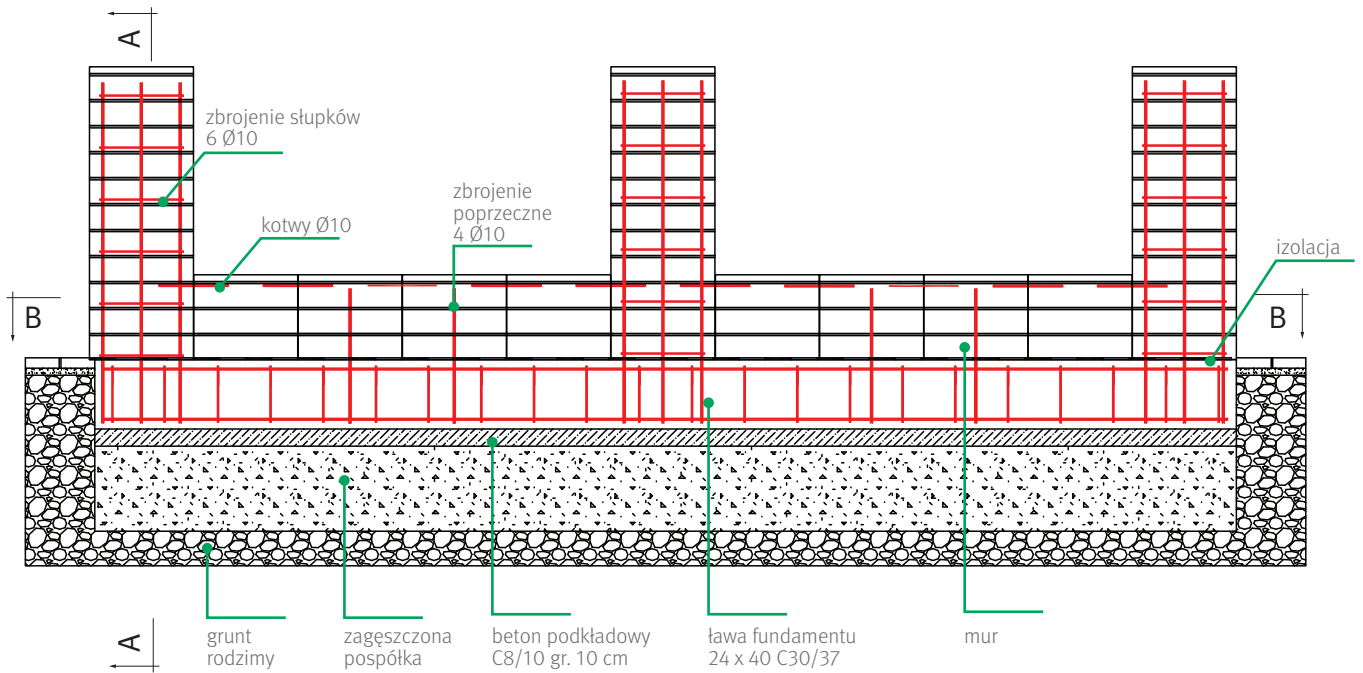 A
zbrojenie słupków
6 Ø10
kotwy Ø10
zbrojenie
poprzeczne
4 Ø10
izolacja
B
B
A
grunt
rodzimy
zagęszczona
pospółka
beton podkładowy
C8/10 gr. 10 cm
ława fundamentu
24 x 40 C30/37
mur